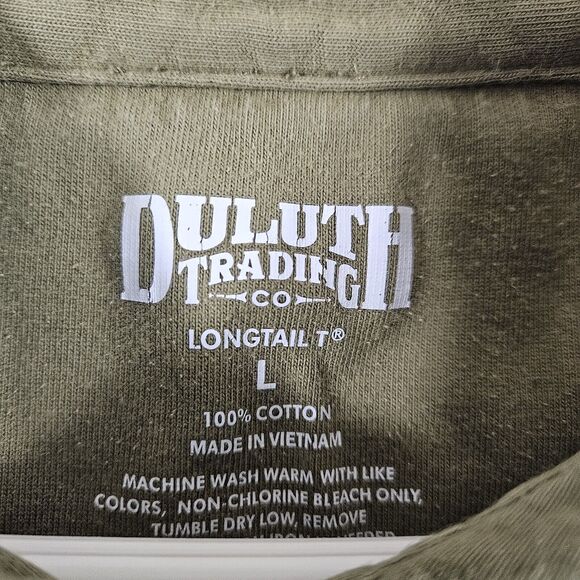 DULUTH
TRADING
CO
LONGTAIL T®
L
100% COTTON
MADE IN VIETNAM
MACHINE WASH WARM WITH LIKE
COLORS, NON-CHLORINE BLEACH ONLY,
TUMBLE DRY LOW, REMOVE